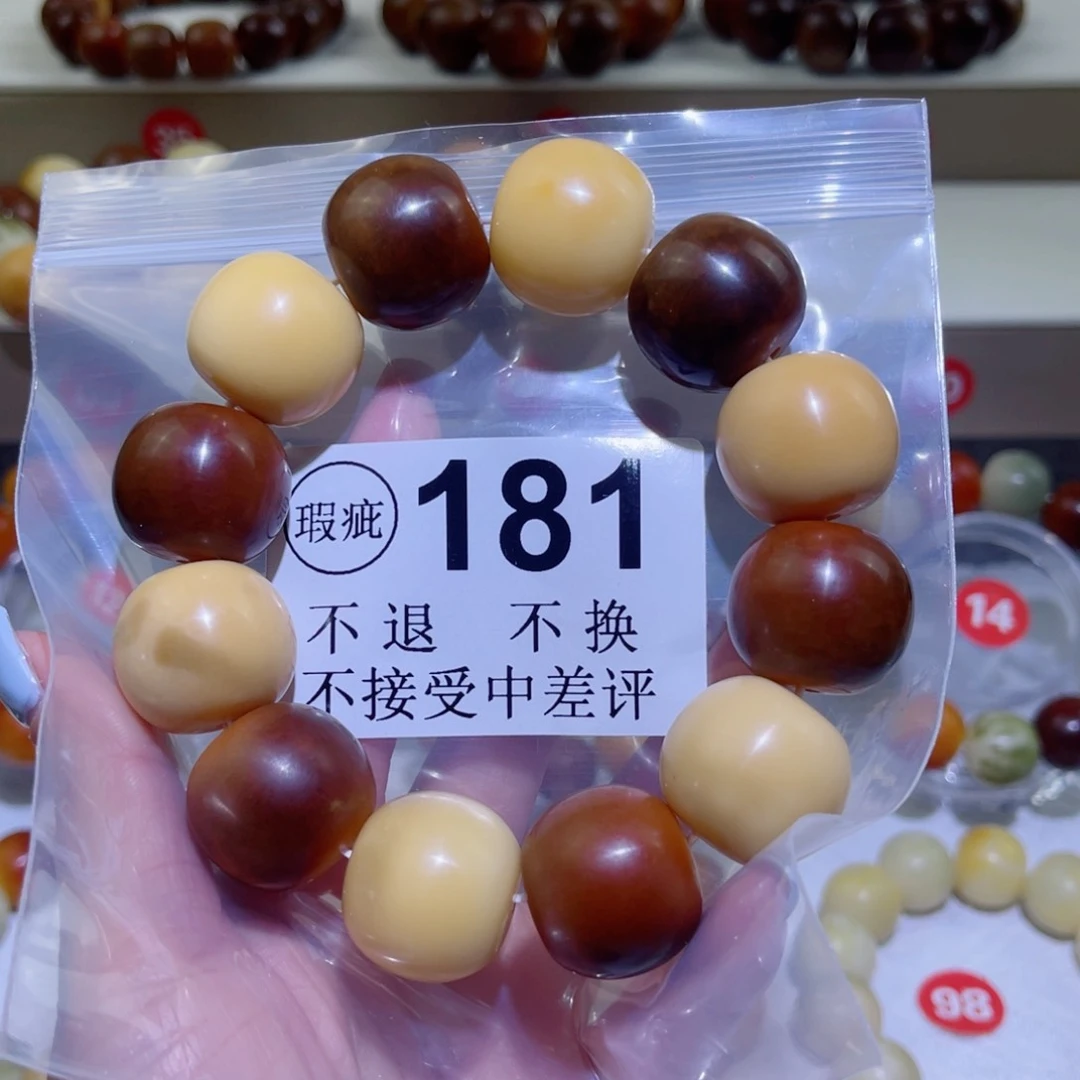 瑕疵 181
不退 不换
不接受中差评
14
98